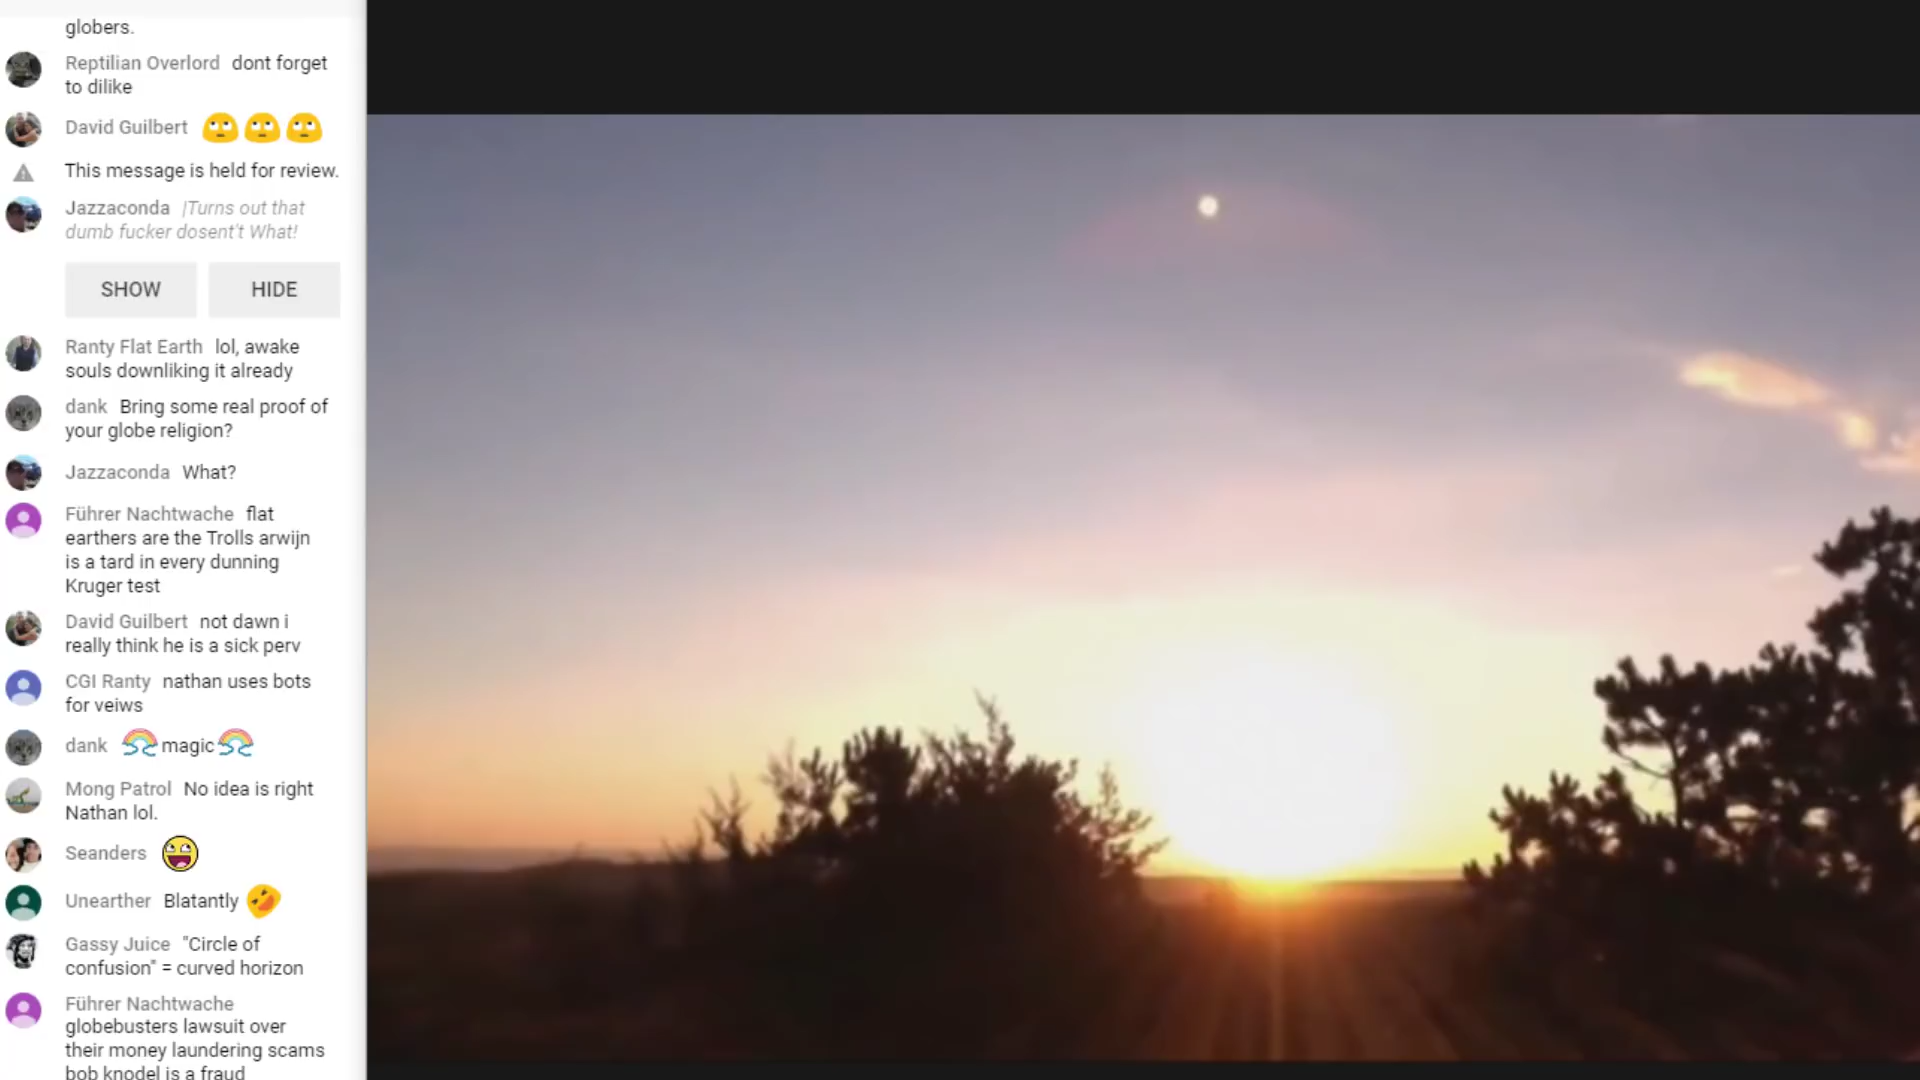 globers.
Reptilian Overlord dont forget
to dilike
David Guilbert
This message is held for review.
Jazzaconda |Turns out that
dumb fucker dosent't What!
SHOW HIDE
Ranty Flat Earth lol, awake
souls downliking it already
dank Bring some real proof of
your globe religion?
Jazzaconda What?
Führer Nachtwache flat
earthers are the Trolls arwijn
is a tard in every dunning
Kruger test
David Guilbert not dawn i
really think he is a sick perv
CGI Ranty nathan uses bots
for veiws
dank magic
Mong Patrol No idea is right
Nathan lol.
Seanders
Unearther Blatantly
Gassy Juice "Circle of
confusion" = curved horizon
Führer Nachtwache
globebusters lawsuit over
their money laundering scams
bob knodel is a fraud